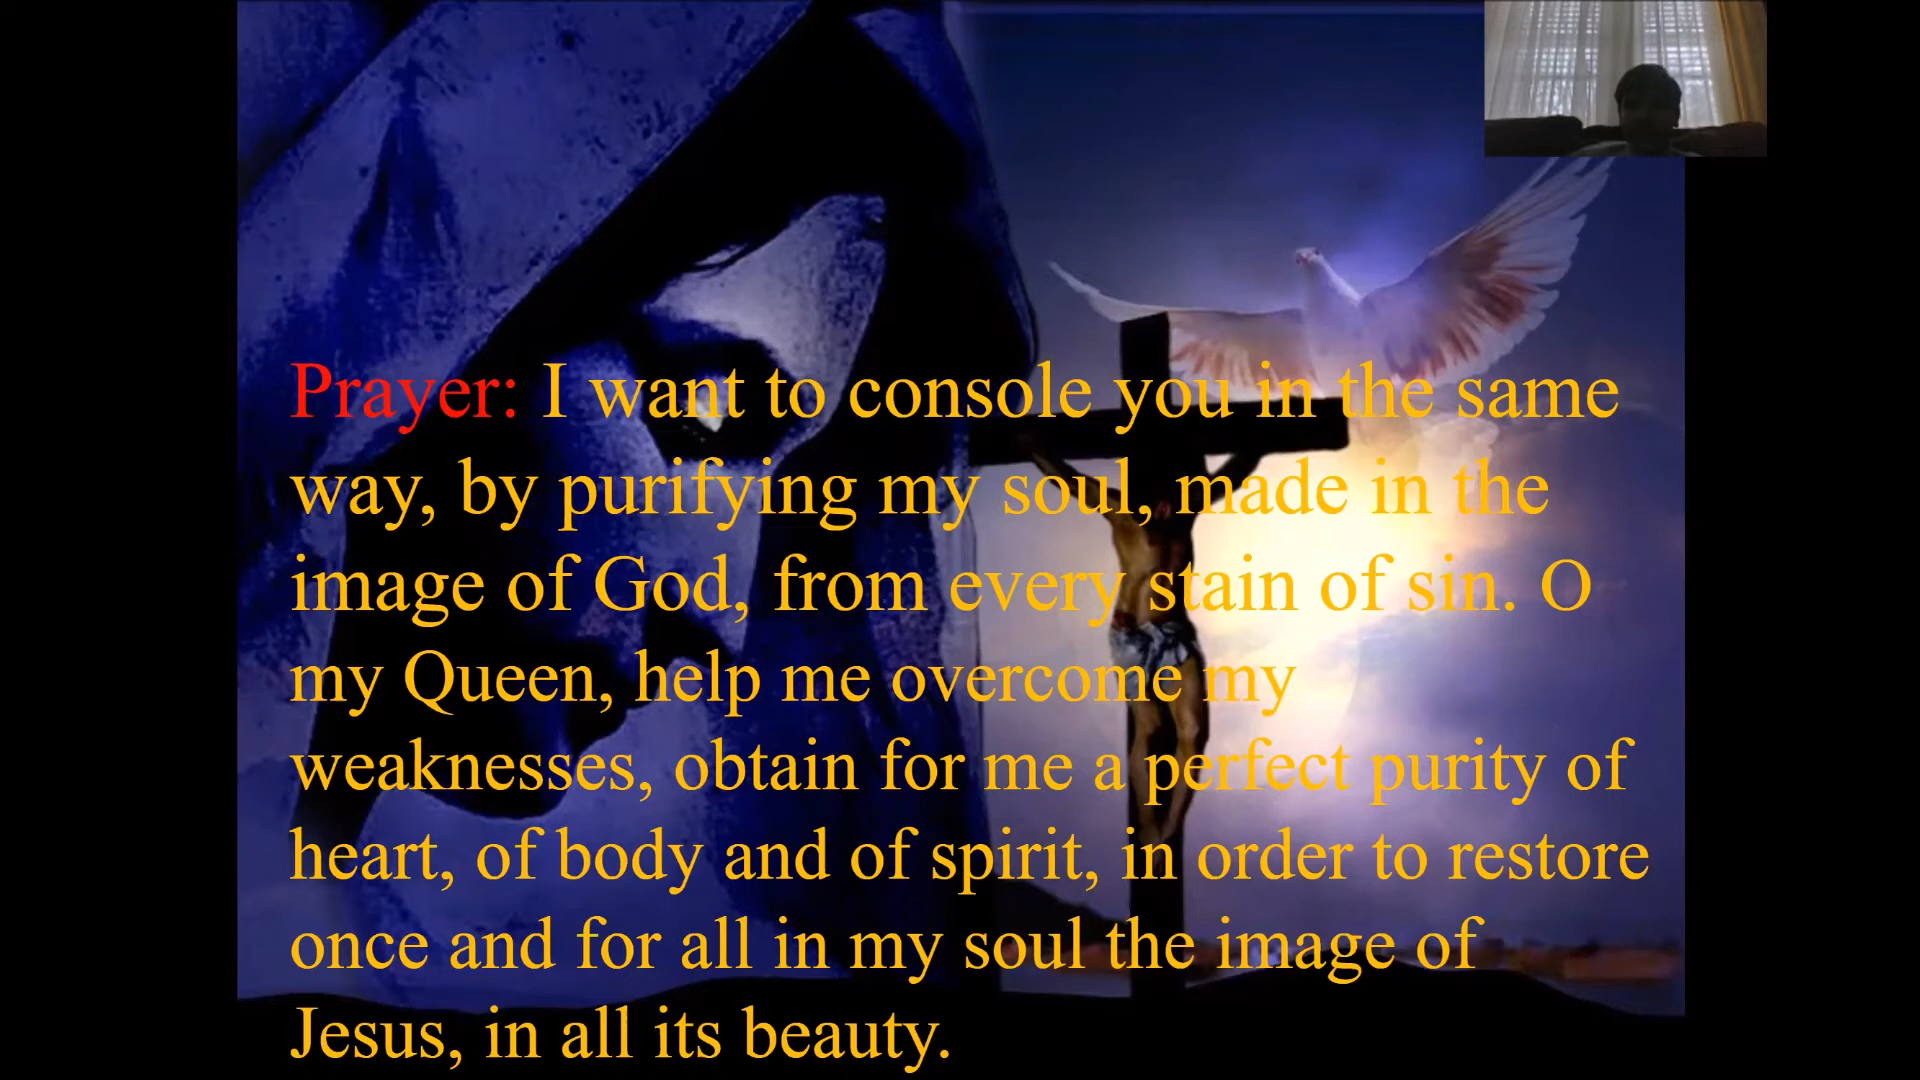 Prayer: I want to console you in the same
way, by purifying my soul, made in the
image of God, from every stain of sin. O
my Queen, help me overcome my
weaknesses, obtain for me a perfect purity of
heart, of body and of spirit, in order to restore
once and for all in my soul the image of
Jesus, in all its beauty.